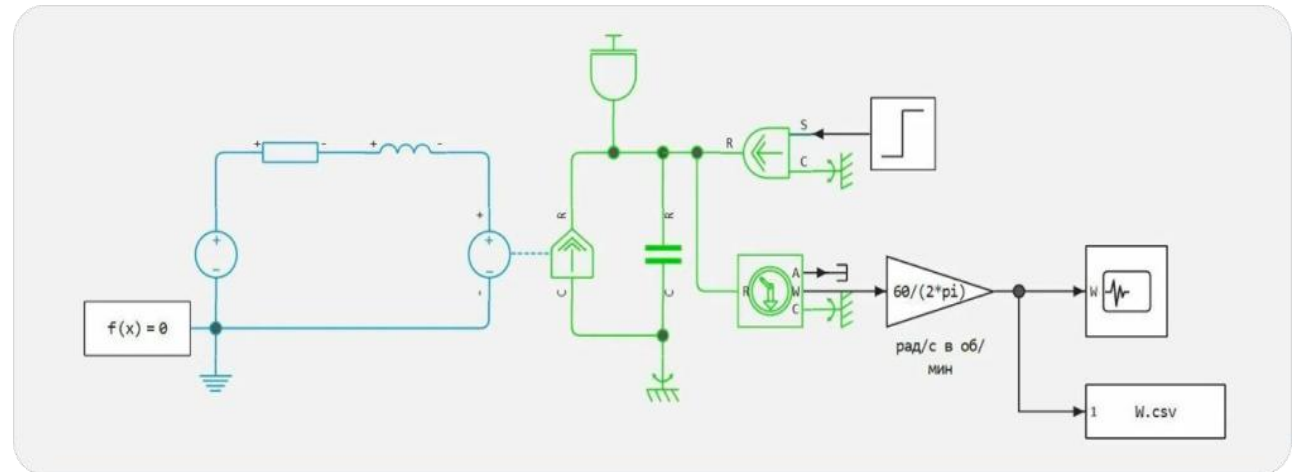 S
R
C
+
-
+
-
R
R
+
+
-
+
-
-
C
C
f(x)=0
A
R
W
C
60/(2*pi)
W
рад/с в об/
мин
1
W.csv